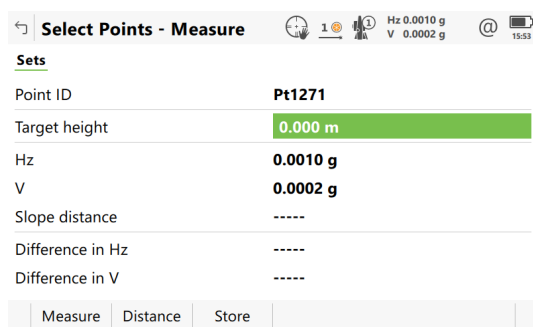 Select Points - Measure
1
1
Hz 0.0010 g
V 0.0002 g
@
15:53
Sets
Point ID Pt1271
Target height 0.000 m
Hz 0.0010 g
V 0.0002 g
Slope distance -----
Difference in Hz -----
Difference in V -----
Measure Distance Store